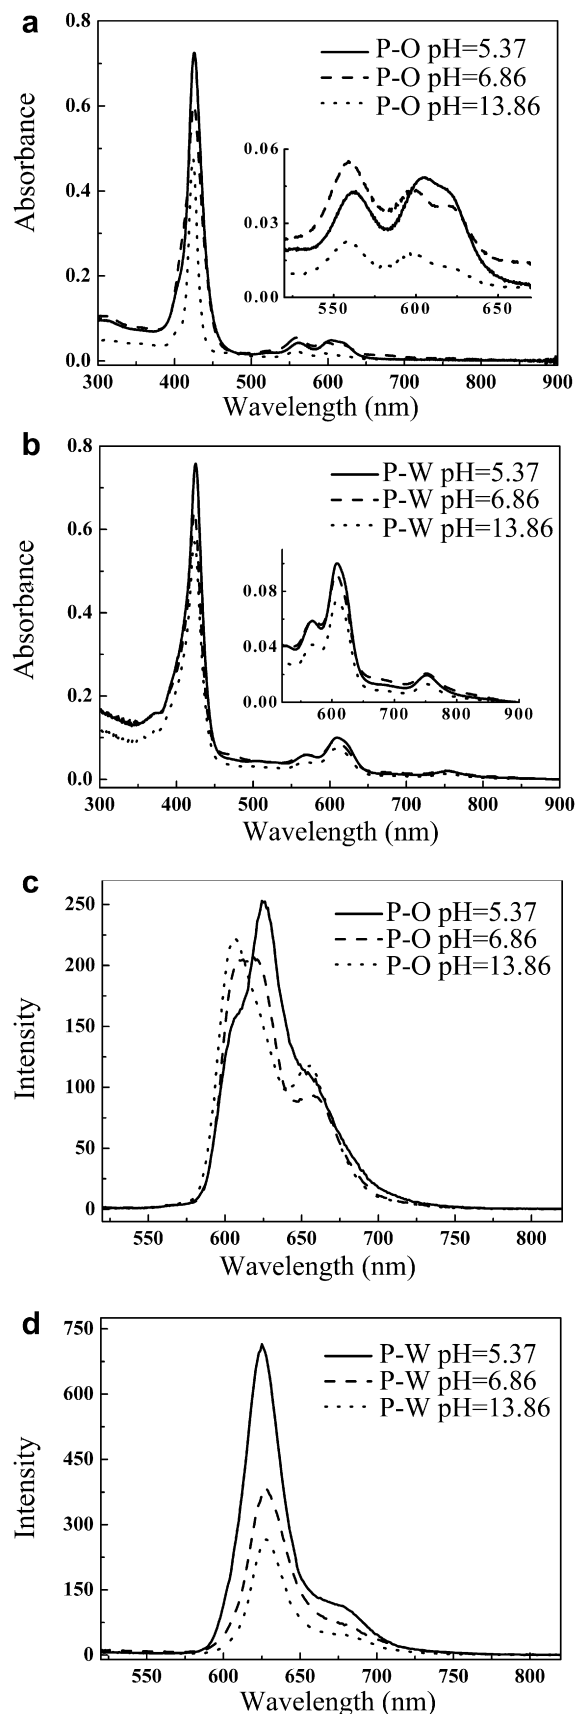 a
0.8
0.6
0.4
0.2
0.0
Absorbance
P-O pH=5.37
P-O pH=6.86
P-O pH=13.86
0.06
0.03
0.00
550 600 650
300 400 500 600 700 800 900
Wavelength (nm)
b
0.8
0.6
0.4
0.2
0.0
Absorbance
P-W pH=5.37
P-W pH=6.86
P-W pH=13.86
0.08
0.04
0.00
600 700 800 900
300 400 500 600 700 800 900
Wavelength (nm)
c
250
200
150
100
50
0
Intensity
P-O pH=5.37
P-O pH=6.86
P-O pH=13.86
550 600 650 700 750 800
Wavelength (nm)
d
750
600
450
300
150
0
Intensity
P-W pH=5.37
P-W pH=6.86
P-W pH=13.86
550 600 650 700 750 800
Wavelength (nm)